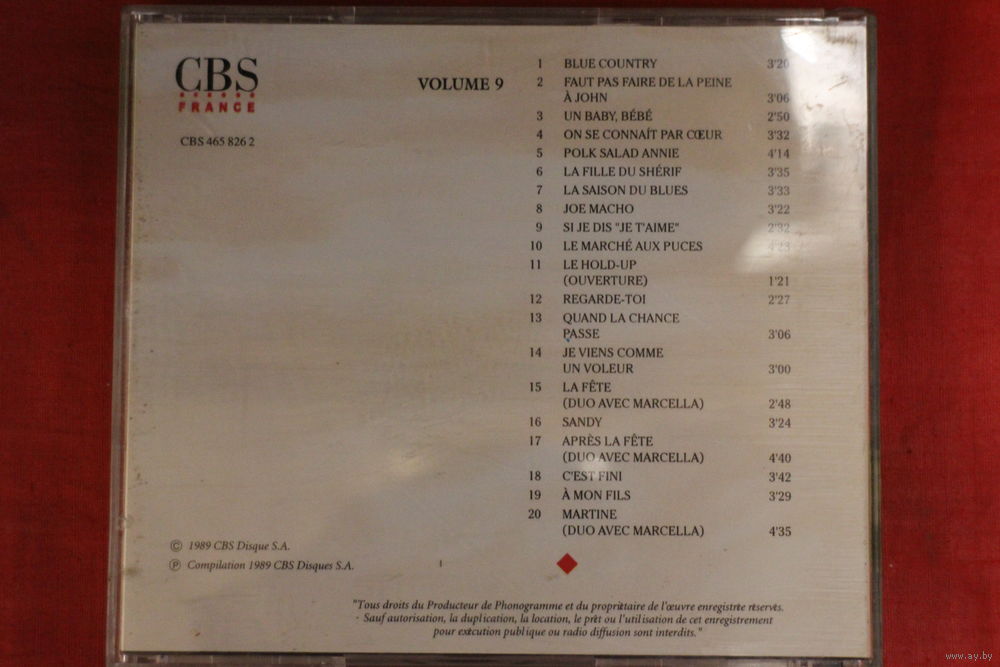 CBS
FRANCE
CBS 465 826 2
VOLUME 9
1 BLUE COUNTRY 3'20
2 FAUT PAS FAIRE DE LA PEINE
À JOHN 3'06
3 UN BABY, BÉBÉ 2'50
4 ON SE CONNAÍT PAR CŒUR 3'32
5 POLK SALAD ANNIE 4'14
6 LA FILLE DU SHÉRIF 3'35
7 LA SAISON DU BLUES 3'33
8 JOE MACHO 3'22
9 SI JE DIS "JE T'AIME" 2'32
10 LE MARCHÉ AUX PUCES 4'23
11 LE HOLD-UP
(OUVERTURE) 1'21
12 REGARDE-TOI 2'27
13 QUAND LA CHANCE
PASSE 3'06
14 JE VIENS COMME
UN VOLEUR 3'00
15 LA FÊTE
(DUO AVEC MARCELLA) 2'48
16 SANDY 3'24
17 APRÈS LA FÊTE
(DUO AVEC MARCELLA) 4'40
18 C'EST FINI 3'42
19 À MON FILS 3'29
20 MARTINE
(DUO AVEC MARCELLA) 4'35
© 1989 CBS Disque S.A.
℗ Compilation 1989 CBS Disques S.A.
"Tous droits du Producteur de Phonogramme et du propriétaire de l'œuvre enregistrée réservés.
- Sauf autorisation, la duplication, la location, le prêt ou l'utilisation de cet enregistrement
pour exécution publique ou radio diffusion sont interdits."
www.ay.by